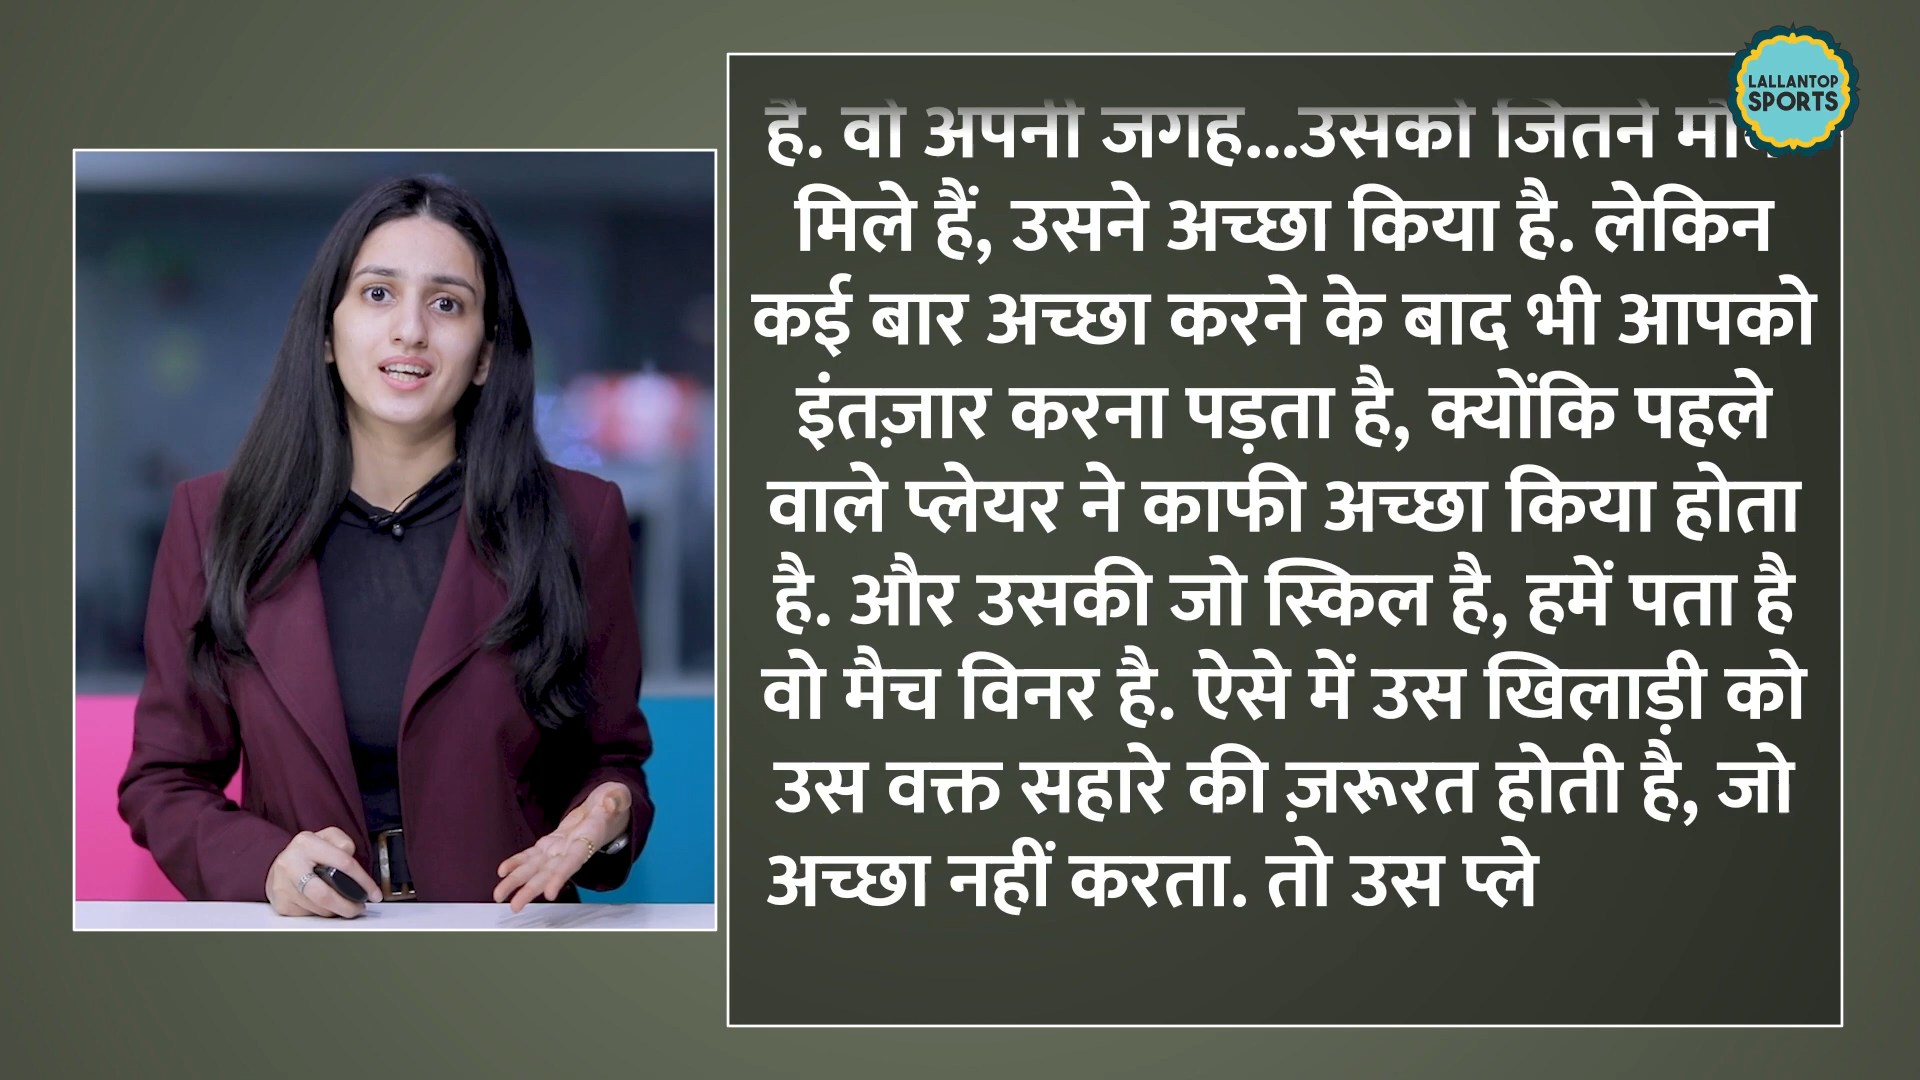 LALLANTOP
SPORTS
है. वो अपनी जगह...उसको जितने
मिले हैं, उसने अच्छा किया है. लेकिन
कई बार अच्छा करने के बाद भी आपको
इंतज़ार करना पड़ता है, क्योंकि पहले
वाले प्लेयर ने काफी अच्छा किया होता
है. और उसकी जो स्किल है, हमें पता है
वो मैच विनर है. ऐसे में उस खिलाड़ी को
उस वक्त सहारे की ज़रूरत होती है, जो
अच्छा नहीं करता. तो उस प्ले